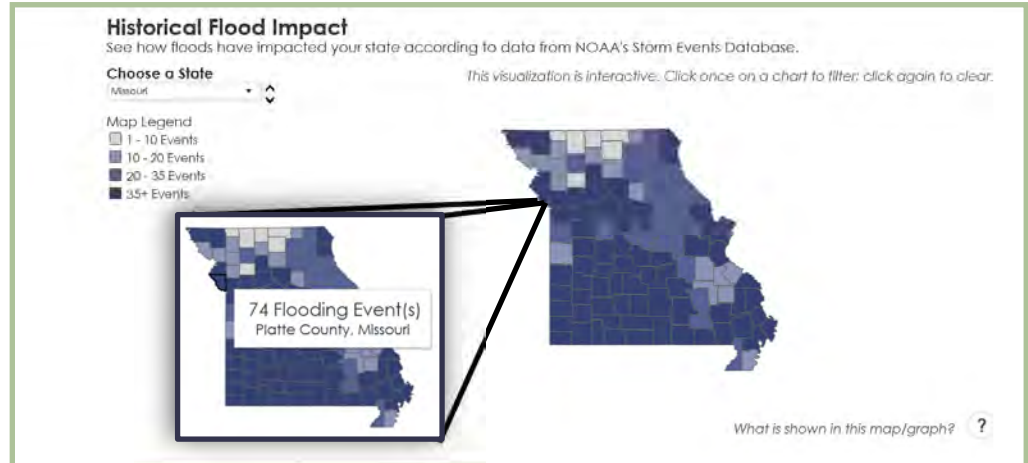 Historical Flood Impact
See how floods have impacted your state according to data from NOAA's Storm Events Database.
Choose a State
Missouri
This visualization is interactive. Click once on a chart to filter; click again to clear.
Map Legend
1 - 10 Events
10 - 20 Events
20 - 35 Events
35+ Events
74 Flooding Event(s)
Platte County, Missouri
What is shown in this map/graph? ?